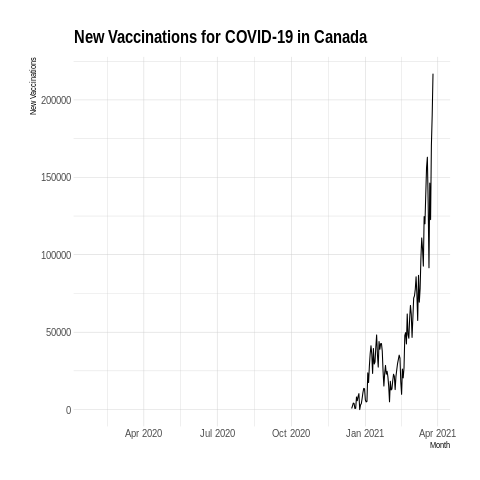 New Vaccinations for COVID-19 in Canada
New Vaccinations
200000
150000
100000
50000
0
Apr 2020 Jul 2020 Oct 2020 Jan 2021 Apr 2021
Month